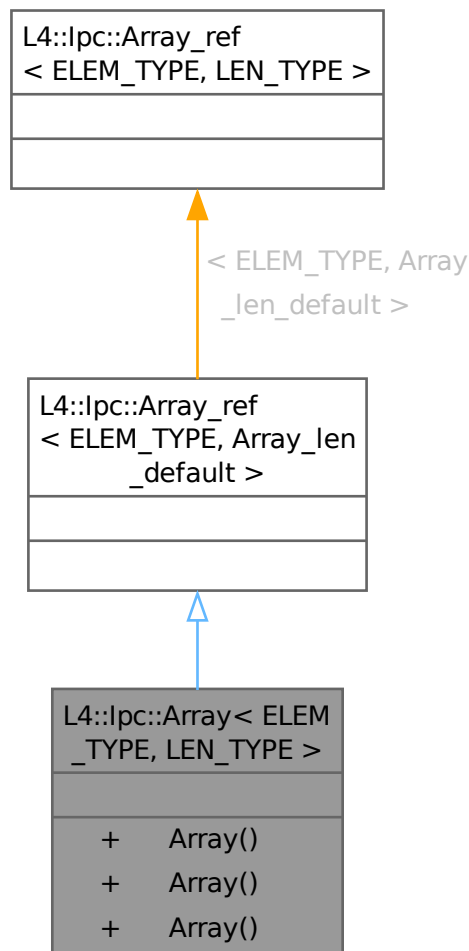 L4::Ipc::Array_ref
< ELEM_TYPE, LEN_TYPE >
< ELEM_TYPE, Array
_len_default >
L4::Ipc::Array_ref
< ELEM_TYPE, Array_len
_default >
L4::Ipc::Array< ELEM
_TYPE, LEN_TYPE >
+ Array()
+ Array()
+ Array()